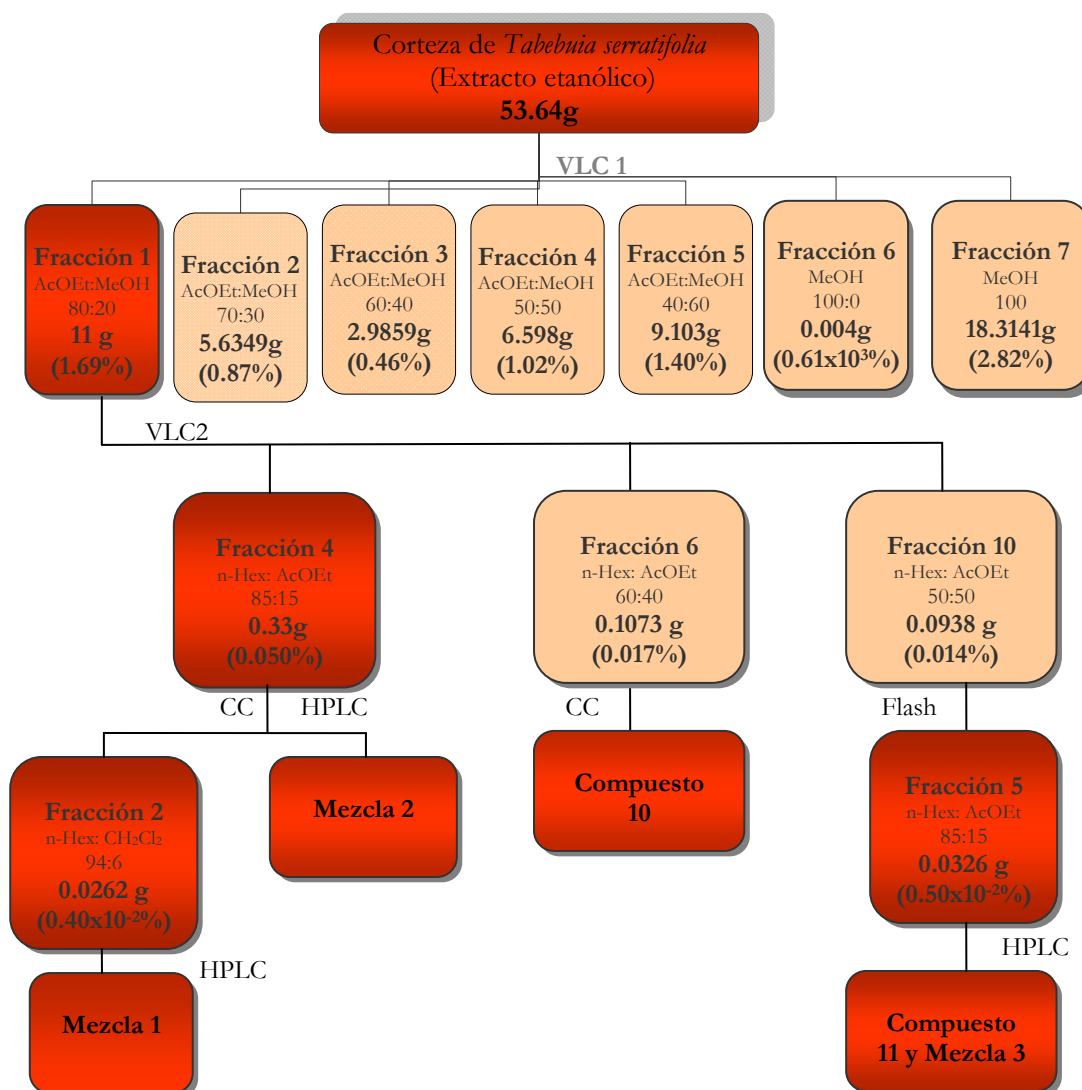 Corteza de Tabebuia serratifolia
(Extracto etanólico)
53.64g
VLC 1
Fracción 1
AcOEt:MeOH
80:20
11 g
(1.69%)
Fracción 2
AcOEt:MeOH
70:30
5.6349g
(0.87%)
Fracción 3
AcOEt:MeOH
60:40
2.9859g
(0.46%)
Fracción 4
AcOEt:MeOH
50:50
6.598g
(1.02%)
Fracción 5
AcOEt:MeOH
40:60
9.103g
(1.40%)
Fracción 6
MeOH
100:0
0.004g
(0.61x10³%)
Fracción 7
MeOH
100
18.3141g
(2.82%)
VLC2
Fracción 4
n-Hex: AcOEt
85:15
0.33g
(0.050%)
Fracción 6
n-Hex: AcOEt
60:40
0.1073 g
(0.017%)
Fracción 10
n-Hex: AcOEt
50:50
0.0938 g
(0.014%)
CC HPLC
CC
Flash
Fracción 2
n-Hex: CH₂Cl₂
94:6
0.0262 g
(0.40x10⁻²%)
Mezcla 2
Compuesto
10
Fracción 5
n-Hex: AcOEt
85:15
0.0326 g
(0.50x10⁻²%)
HPLC
HPLC
Mezcla 1
Compuesto
11 y Mezcla 3